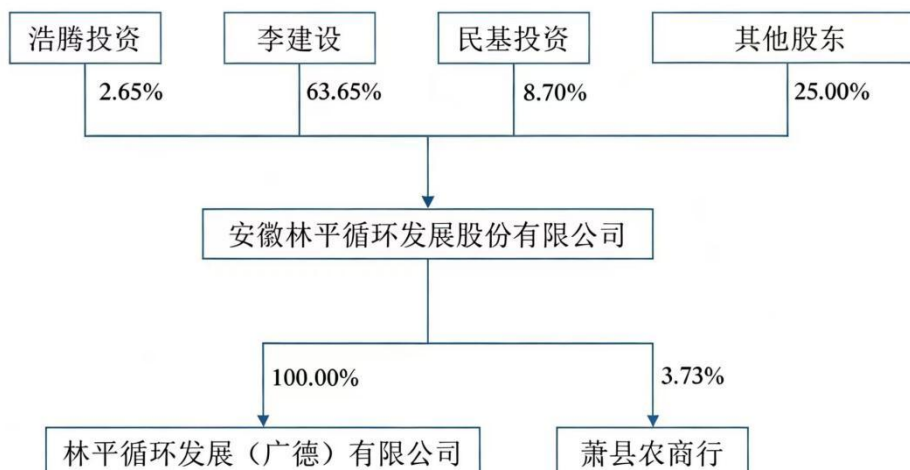 浩腾投资
李建设
民基投资
其他股东
2.65%
63.65%
8.70%
25.00%
安徽林平循环发展股份有限公司
100.00%
3.73%
林平循环发展（广德）有限公司
萧县农商行